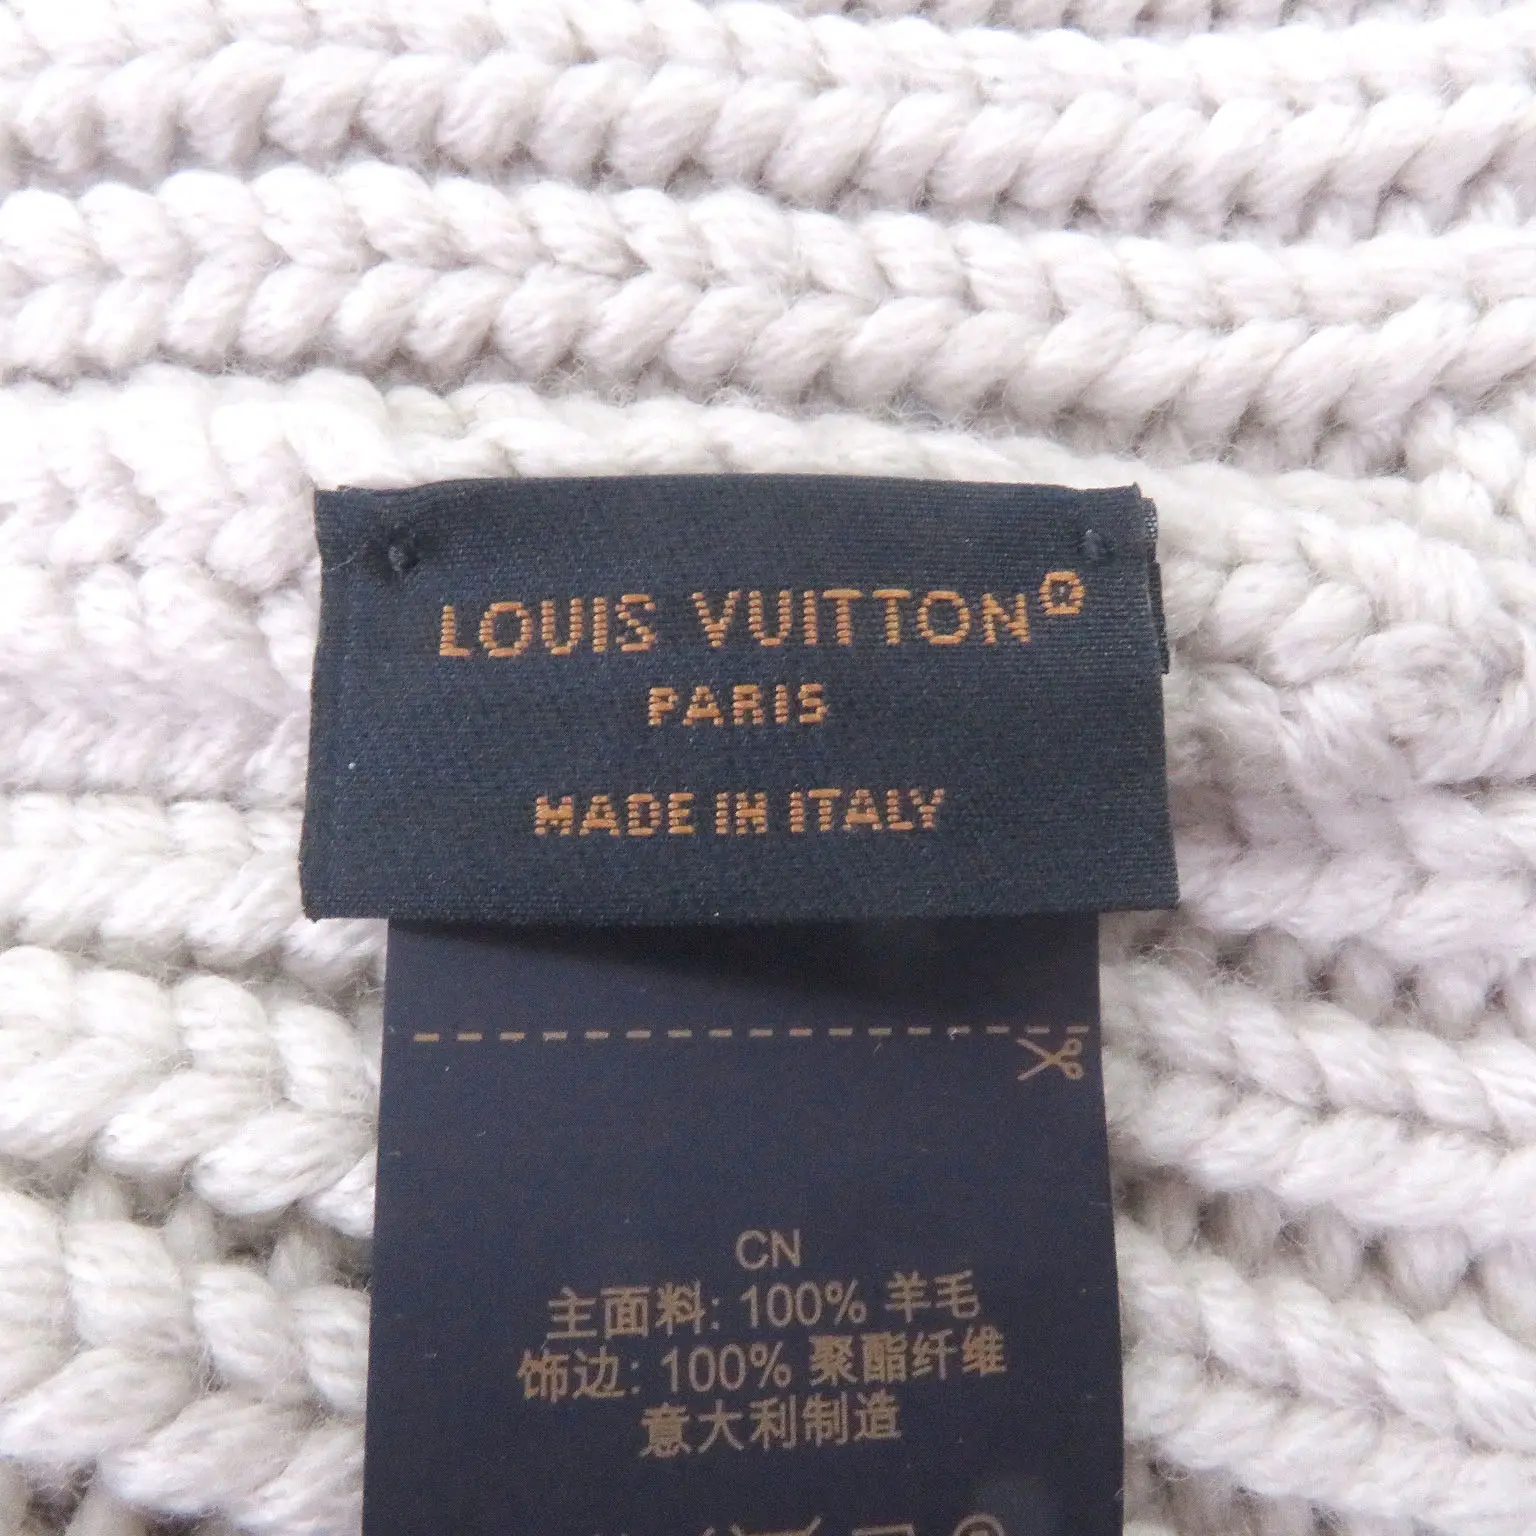 LOUIS VUITTON®
PARIS
MADE IN ITALY
CN
主面料: 100% 羊毛
饰边: 100% 聚酯纤维
意大利制造